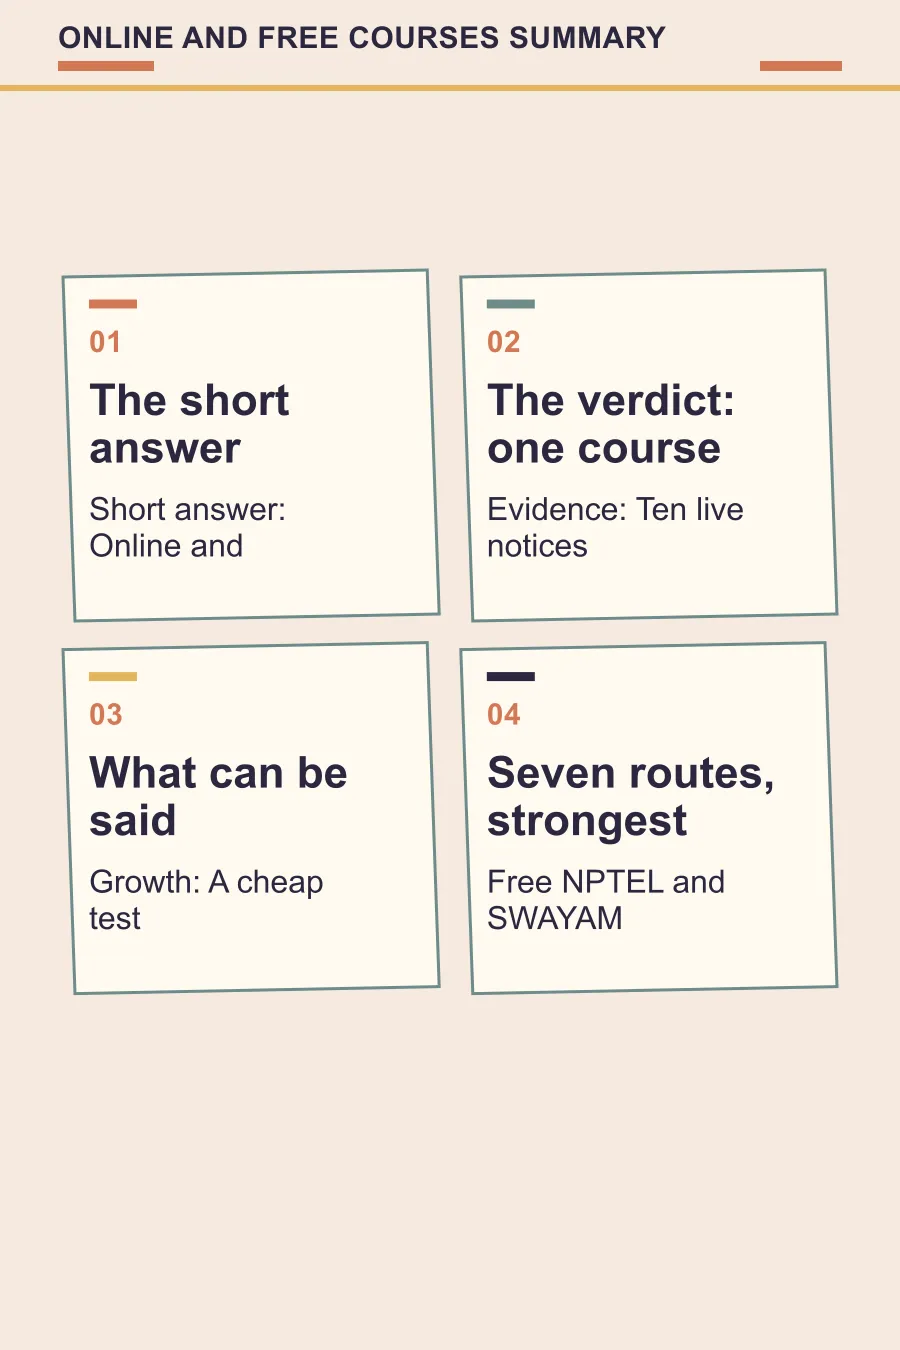 ONLINE AND FREE COURSES SUMMARY
01
The short
answer
Short answer:
Online and
02
The verdict:
one course
Evidence: Ten live
notices
03
What can be
said
Growth: A cheap
test
04
Seven routes,
strongest
Free NPTEL and
SWAYAM